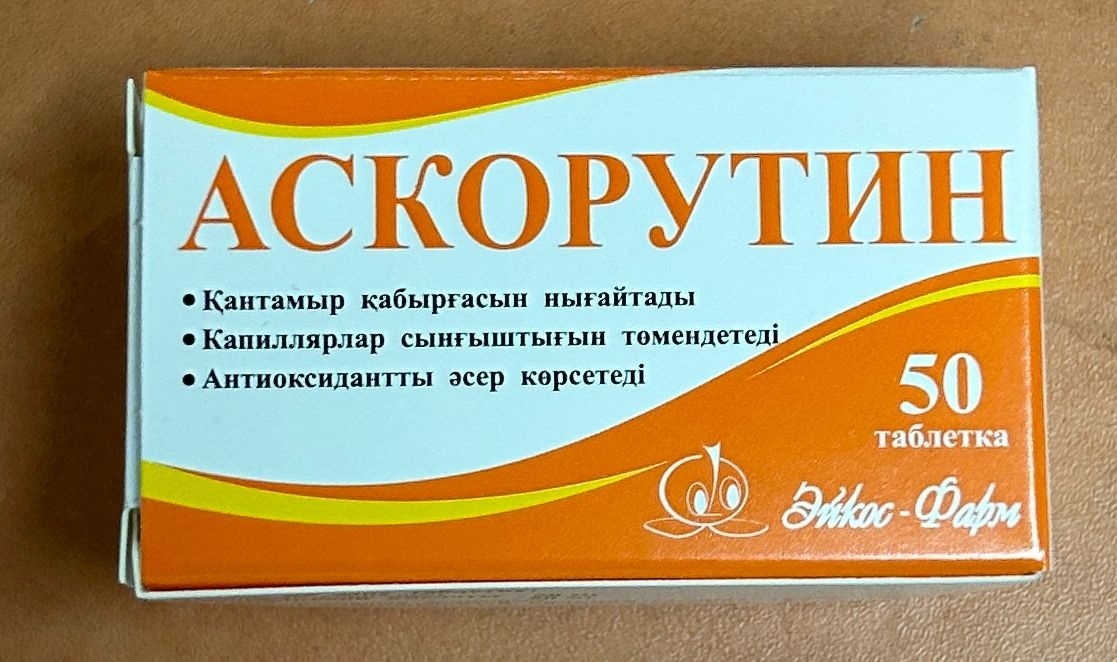 АСКОРУТИН
• Қантамыр қабырғасын нығайтады
• Капиллярлар сынғыштығын төмендетеді
• Антиоксидантты әсер көрсетеді
50
таблетка
Эйкос-Фарм